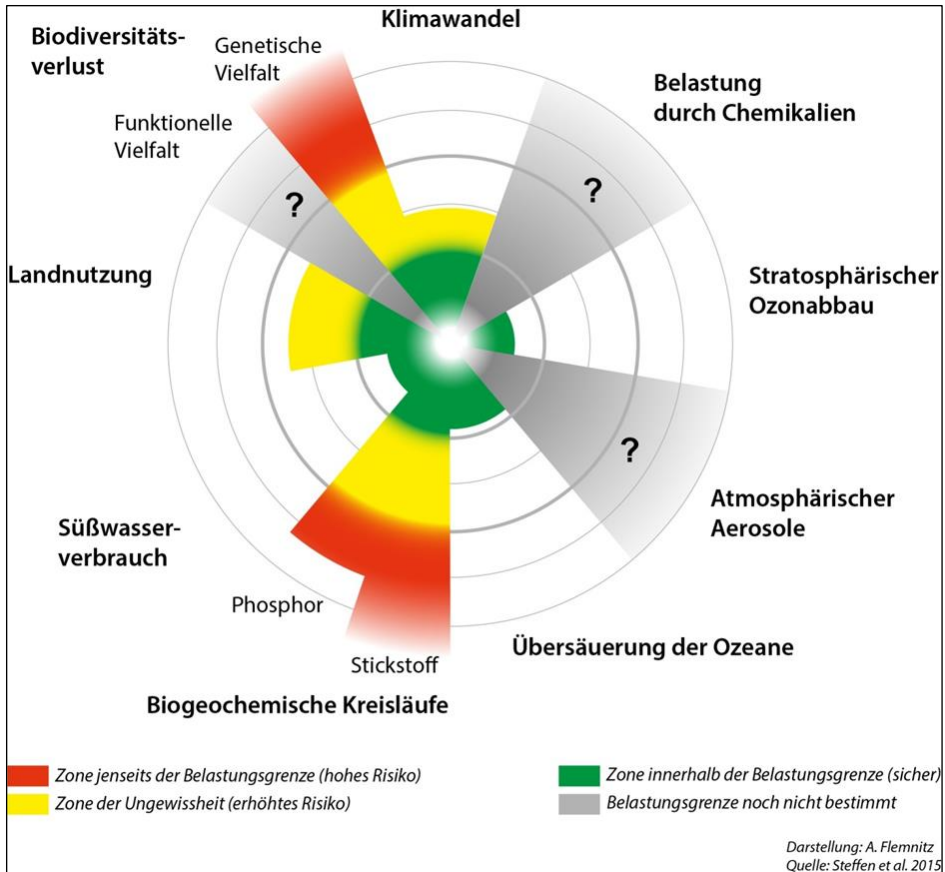 Klimawandel
Biodiversitäts-
verlust
Genetische
Vielfalt
Funktionelle
Vielfalt
?
?
Belastung
durch Chemikalien
Landnutzung
Stratosphärischer
Ozonabbau
?
Atmosphärischer
Aerosole
Süßwasser-
verbrauch
Phosphor
Stickstoff
Übersäuerung der Ozeane
Biogeochemische Kreisläufe
Zone jenseits der Belastungsgrenze (hohes Risiko)
Zone der Ungewissheit (erhöhtes Risiko)
Zone innerhalb der Belastungsgrenze (sicher)
Belastungsgrenze noch nicht bestimmt
Darstellung: A. Flemnitz
Quelle: Steffen et al. 2015